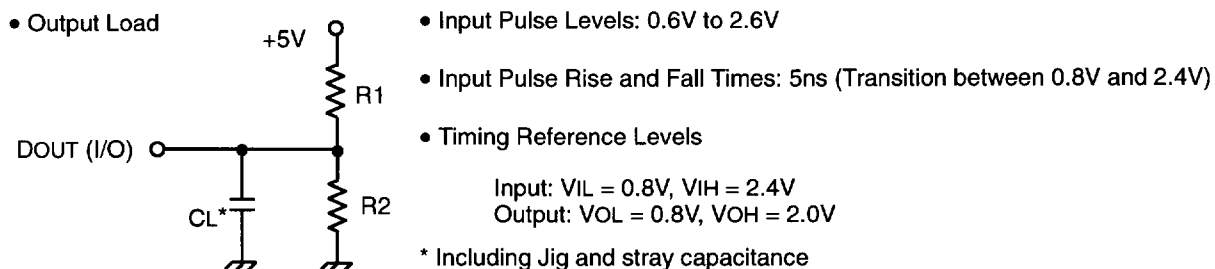 • Output Load
+5V
R1
DOUT (I/O)
CL*
R2
• Input Pulse Levels: 0.6V to 2.6V
• Input Pulse Rise and Fall Times: 5ns (Transition between 0.8V and 2.4V)
• Timing Reference Levels
Input: VIL = 0.8V, VIH = 2.4V
Output: VOL = 0.8V, VOH = 2.0V
* Including Jig and stray capacitance